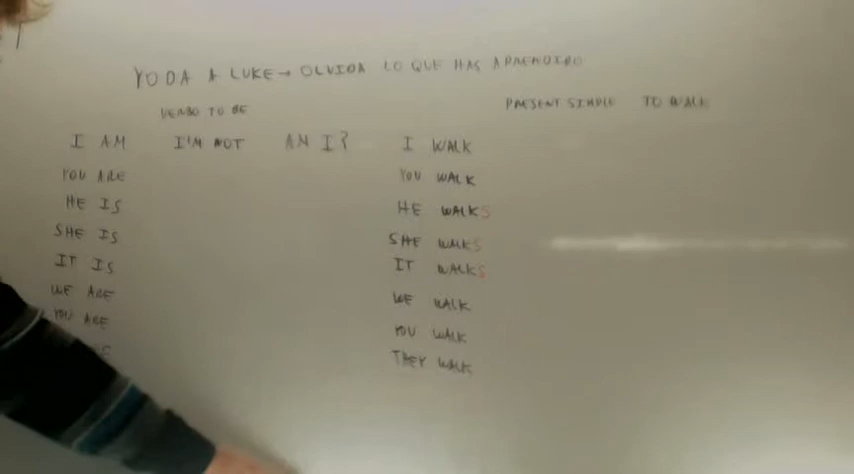 YODA A LUKE → OLVIDA LO QUE HAS APRENDIDO
VERBO TO BE PRESENT SIMPLE TO WALK
I AM I'M NOT AM I? I WALK
YOU ARE YOU WALK
HE IS HE WALKS
SHE IS SHE WALKS
IT IS IT WALKS
WE ARE WE WALK
YOU ARE YOU WALK
THEY WALK